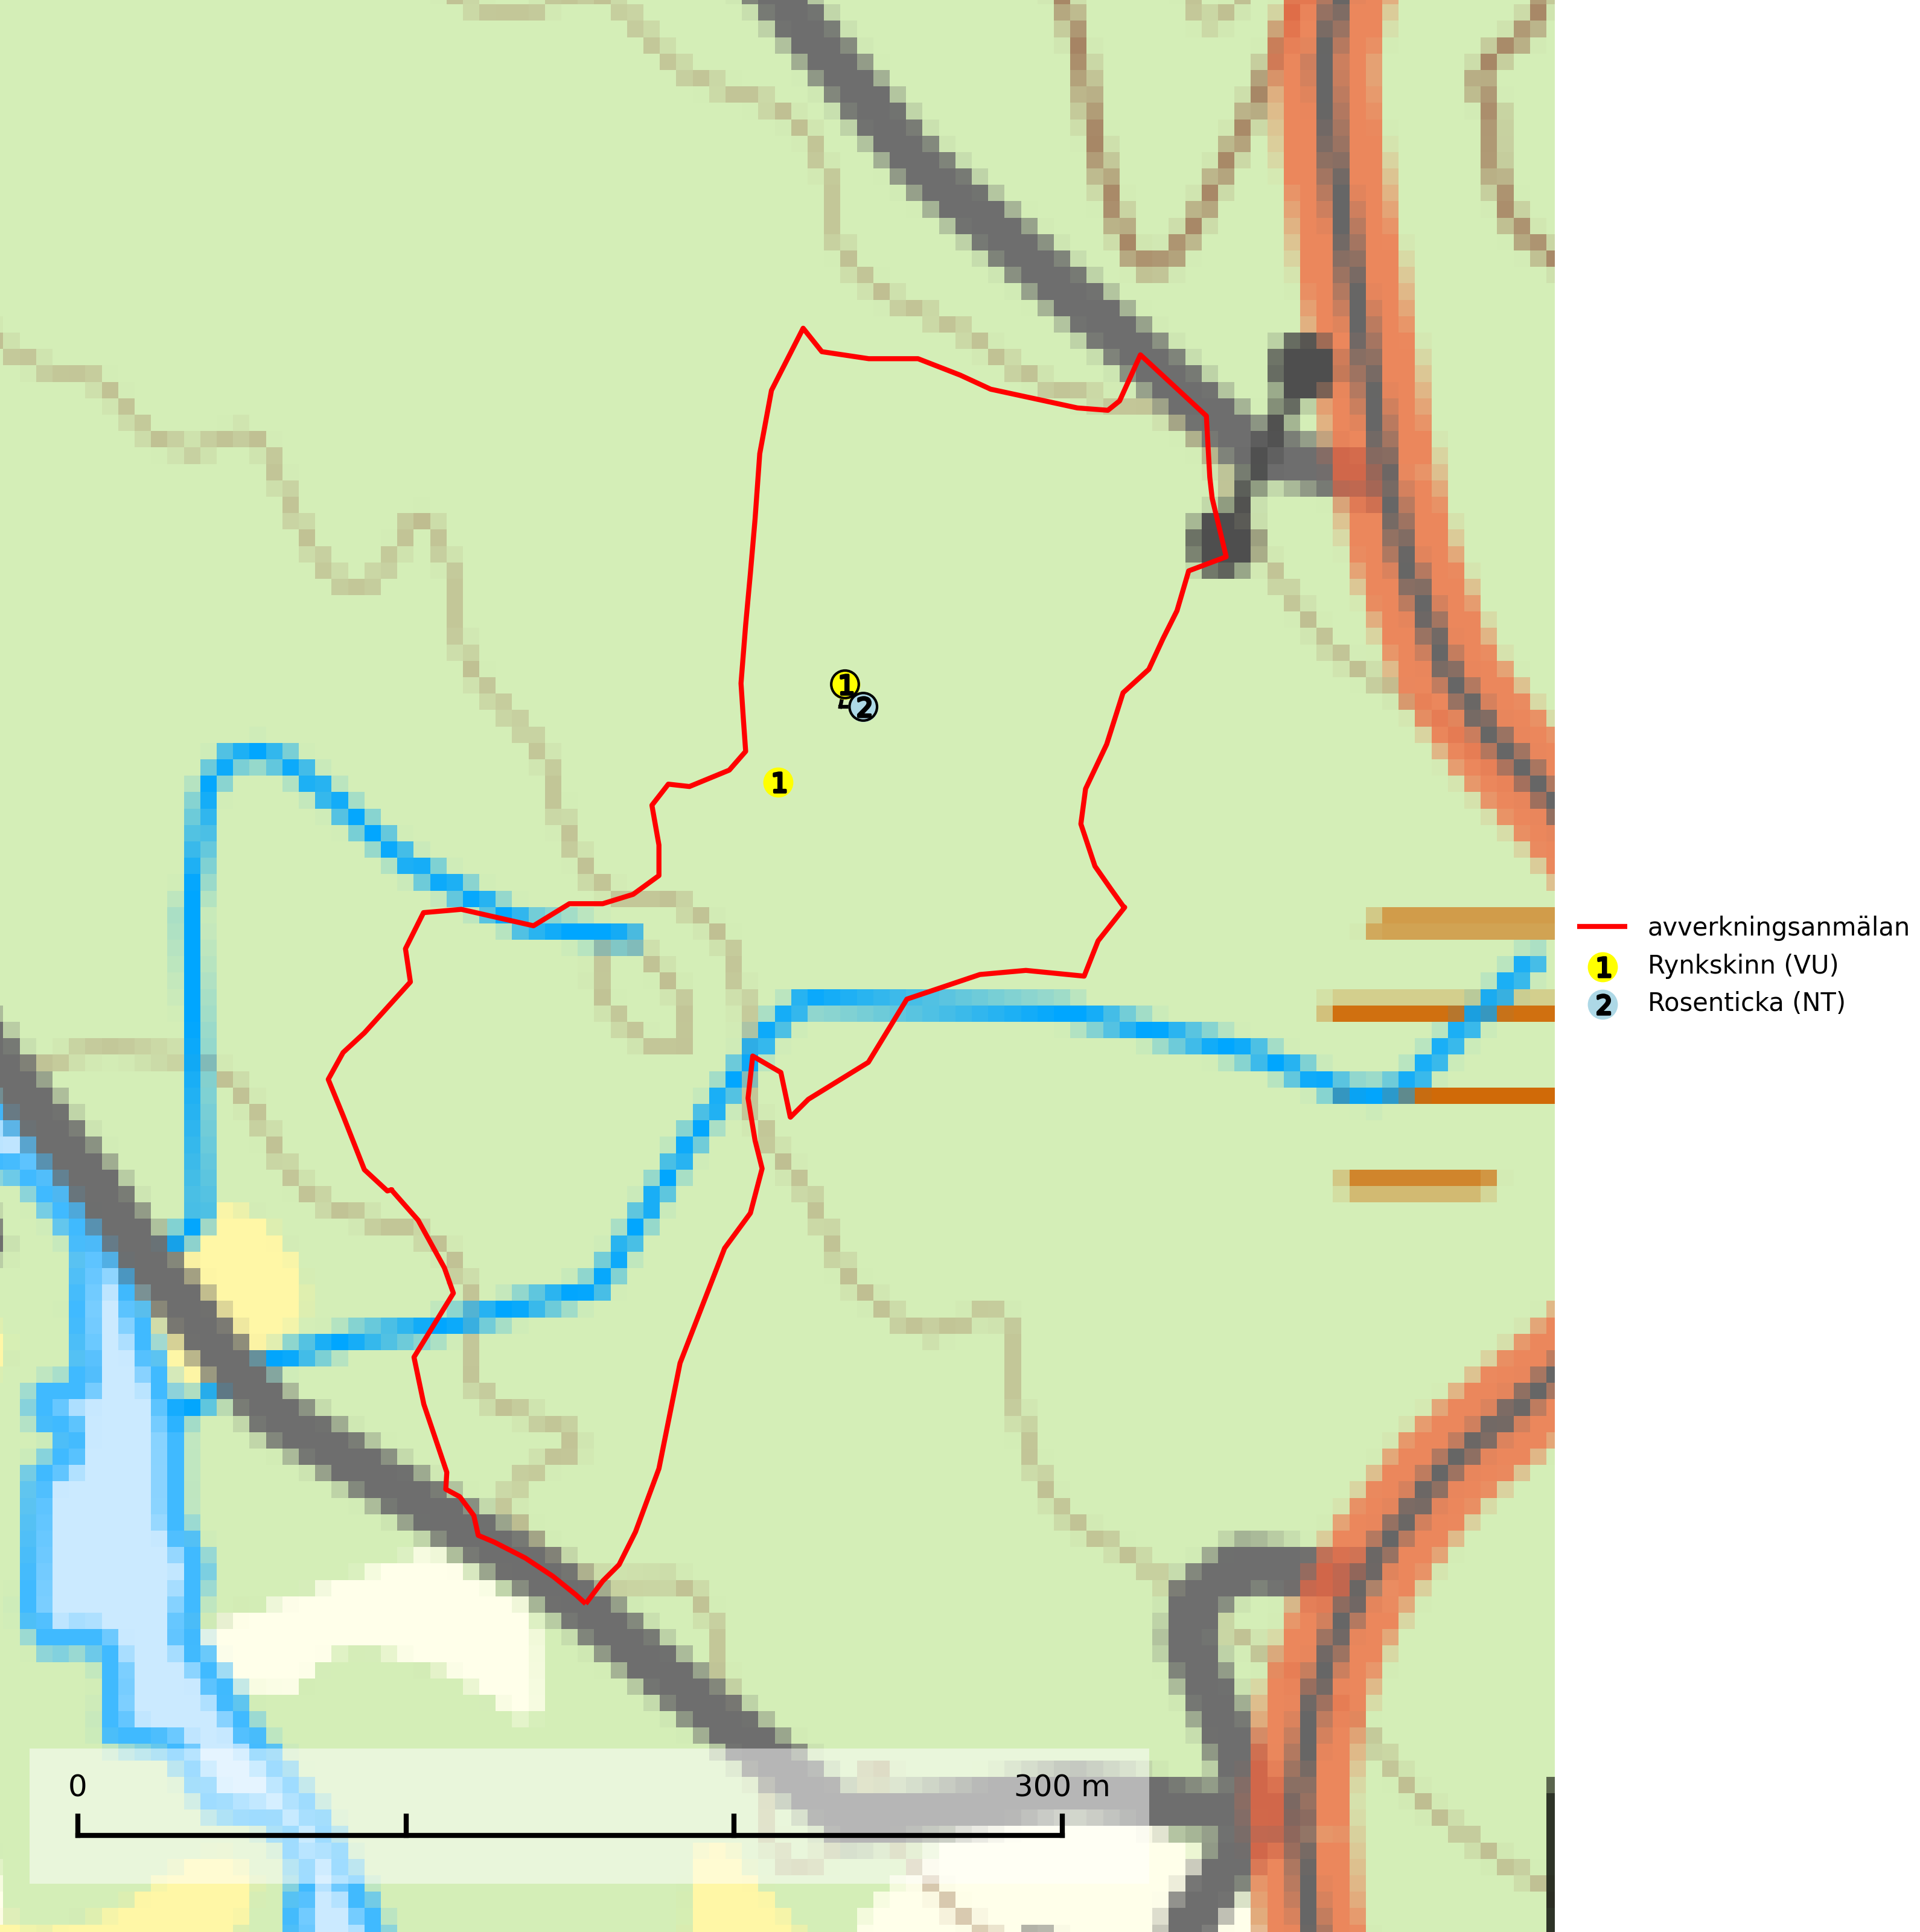 1
2
1
avverkningsanmälan
1 Rynkskinn (VU)
2 Rosenticka (NT)
0 300 m